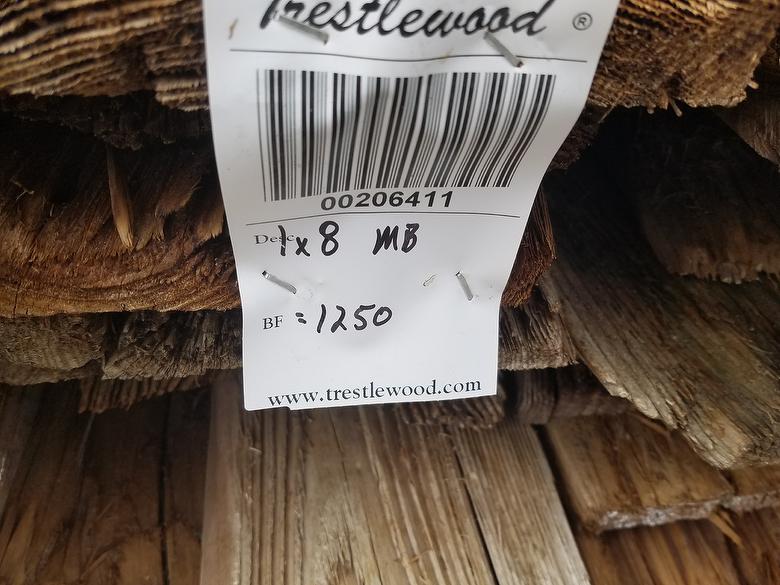 Trestlewood ®
00206411
Desc 1x8 MB
BF = 1250
www.trestlewood.com